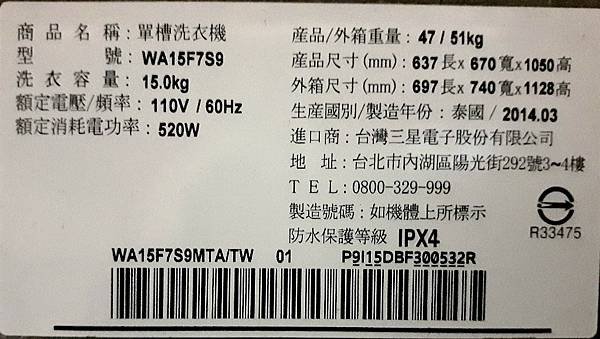 商品名稱：單槽洗衣機
型號：WA15F7S9
洗衣容量：15.0kg
額定電壓/頻率：110V / 60Hz
額定消耗電功率：520W
産品/外箱重量：47 / 51kg
産品尺寸(mm)：637長x 670寬x1050高
外箱尺寸(mm)：697長x 740寬x1128高
生産國別/製造年份：泰國/2014.03
進口商：台灣三星電子股份有限公司
地址：台北市內湖區陽光街292號3~4樓
TEL：0800-329-999
製造號碼：如機體上所標示
防水保護等級 IPX4
R33475
WA15F7S9MTA/TW 01 P9I15DBF300532R